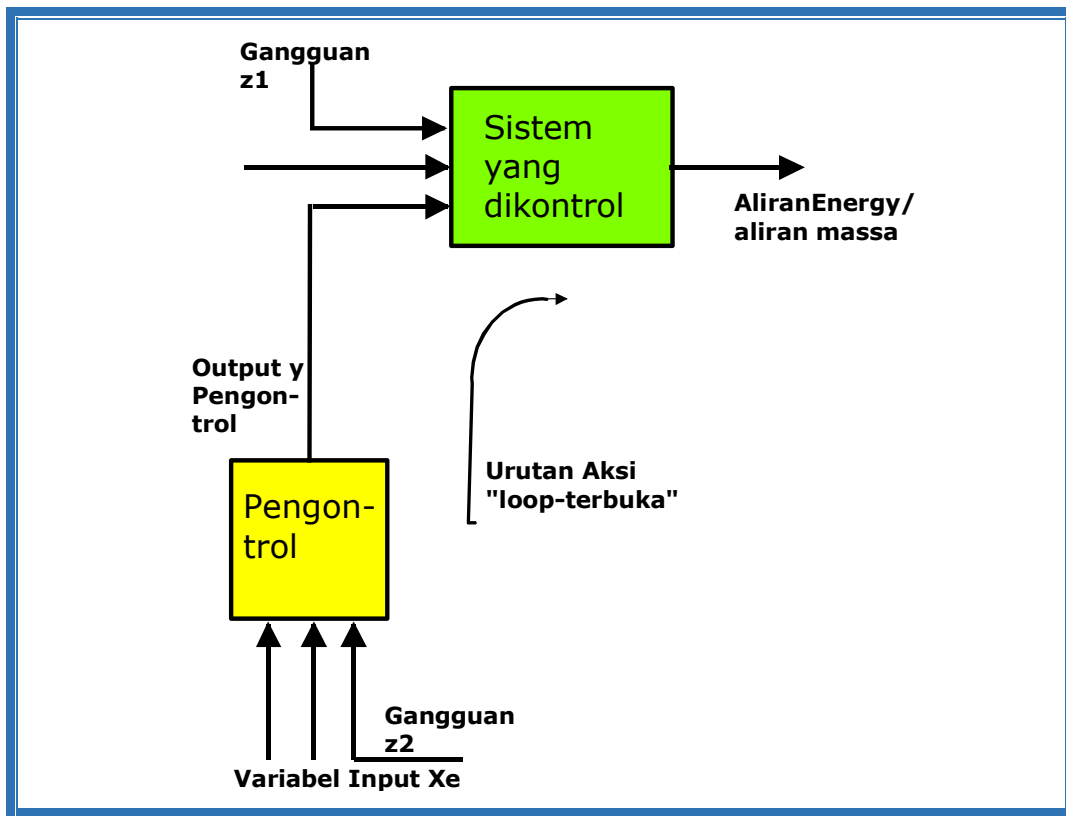 Gangguan
z1
Sistem
yang
dikontrol
AliranEnergy/
aliran massa
Output y
Pengon-
trol
Urutan Aksi
"loop-terbuka"
Pengon-
trol
Gangguan
z2
Variabel Input Xe